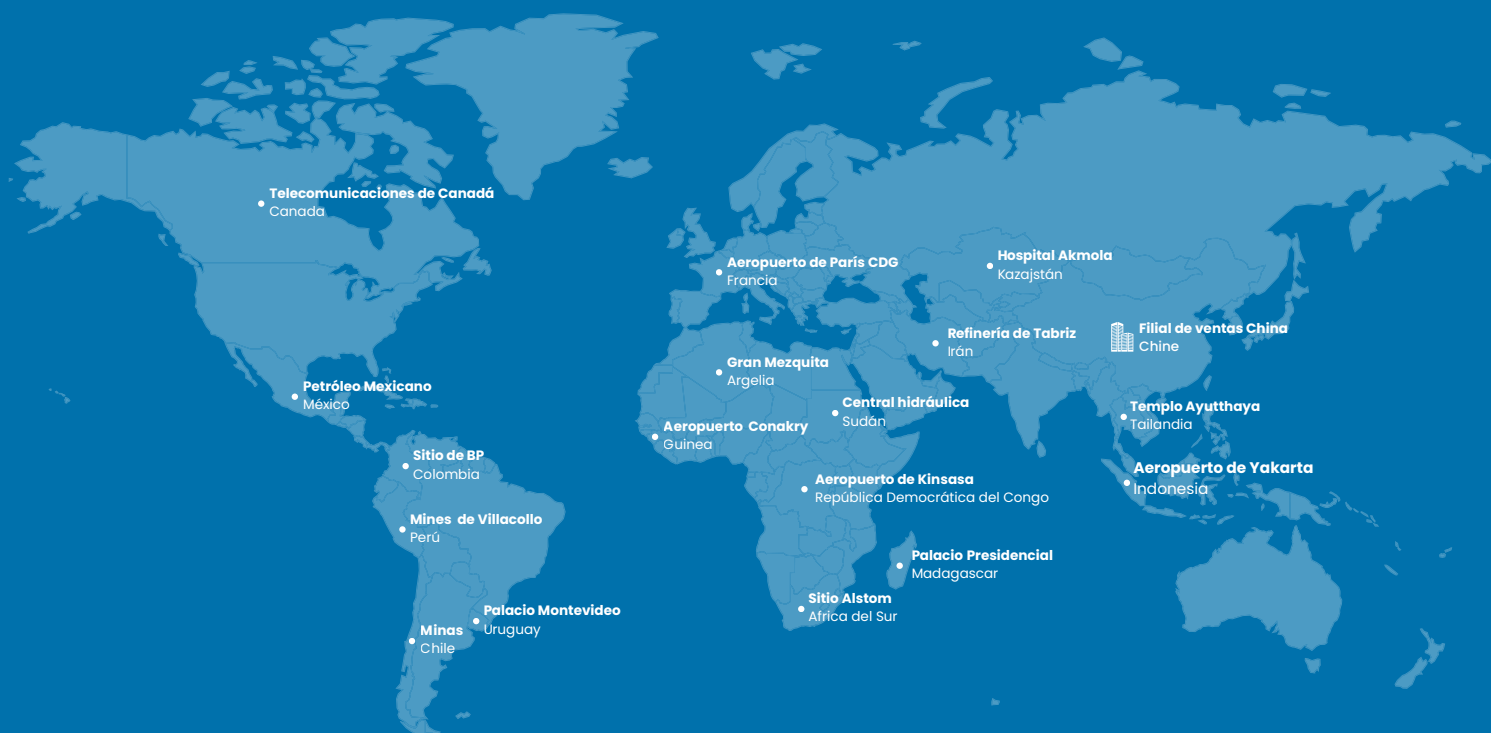 Telecomunicaciones de Canadá
Canada
Hospital Akmola
Kazajstán
Aeropuerto de París CDG
Francia
Filial de ventas China
Chine
Refinería de Tabriz
Irán
Gran Mezquita
Argelia
Petróleo Mexicano
México
Central hidráulica
Sudán
Templo Ayutthaya
Tailandia
Aeropuerto Conakry
Guinea
Sitio de BP
Colombia
Aeropuerto de Yakarta
Indonesia
Aeropuerto de Kinsasa
República Democrática del Congo
Mines de Villacollo
Perú
Palacio Presidencial
Madagascar
Sitio Alstom
Africa del Sur
Palacio Montevideo
Uruguay
Minas
Chile